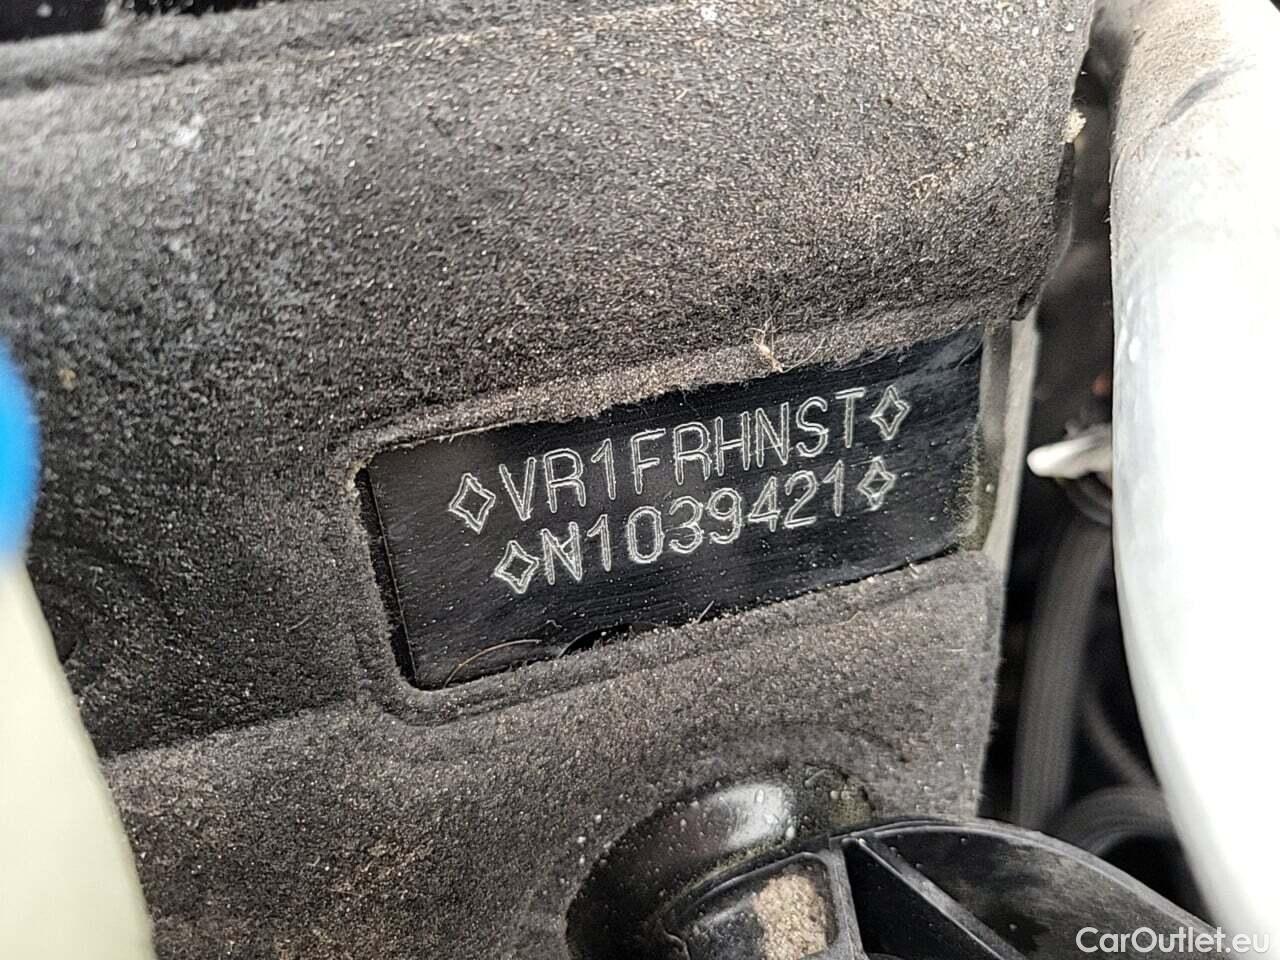 ◇VR1FRHNST◇
◇N1039421◇
CarOutlet.eu